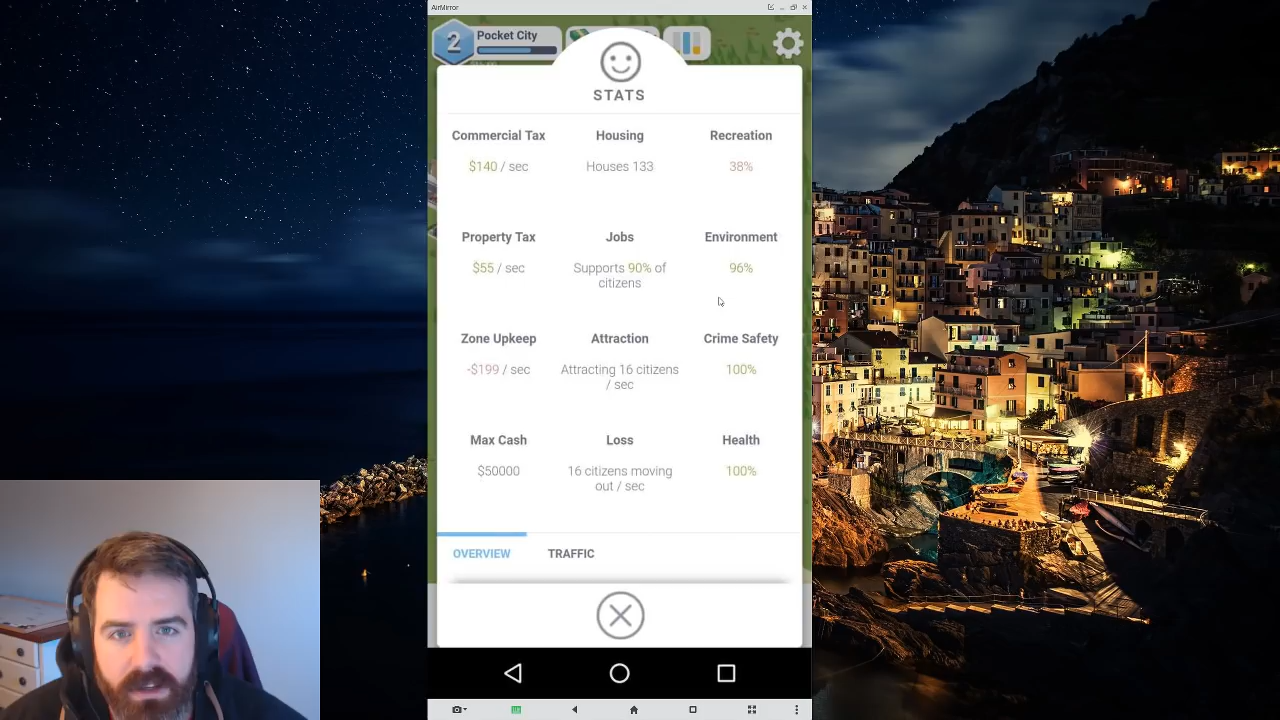 AirMirror
2
Pocket City
STATS
Commercial Tax
Housing
Recreation
$140 / sec
Houses 133
38%
Property Tax
Jobs
Environment
$55 / sec
Supports 90% of
citizens
96%
Zone Upkeep
Attraction
Crime Safety
-$199 / sec
Attracting 16 citizens
/ sec
100%
Max Cash
Loss
Health
$50000
16 citizens moving
out / sec
100%
OVERVIEW
TRAFFIC